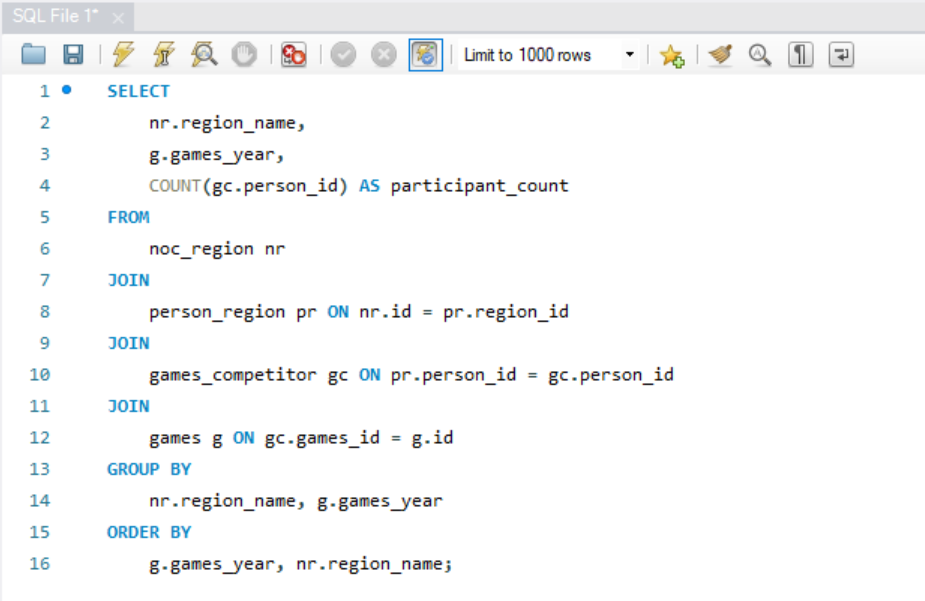 SQL File 1*
Limit to 1000 rows
1 SELECT
2 nr.region_name,
3 g.games_year,
4 COUNT(gc.person_id) AS participant_count
5 FROM
6 noc_region nr
7 JOIN
8 person_region pr ON nr.id = pr.region_id
9 JOIN
10 games_competitor gc ON pr.person_id = gc.person_id
11 JOIN
12 games g ON gc.games_id = g.id
13 GROUP BY
14 nr.region_name, g.games_year
15 ORDER BY
16 g.games_year, nr.region_name;